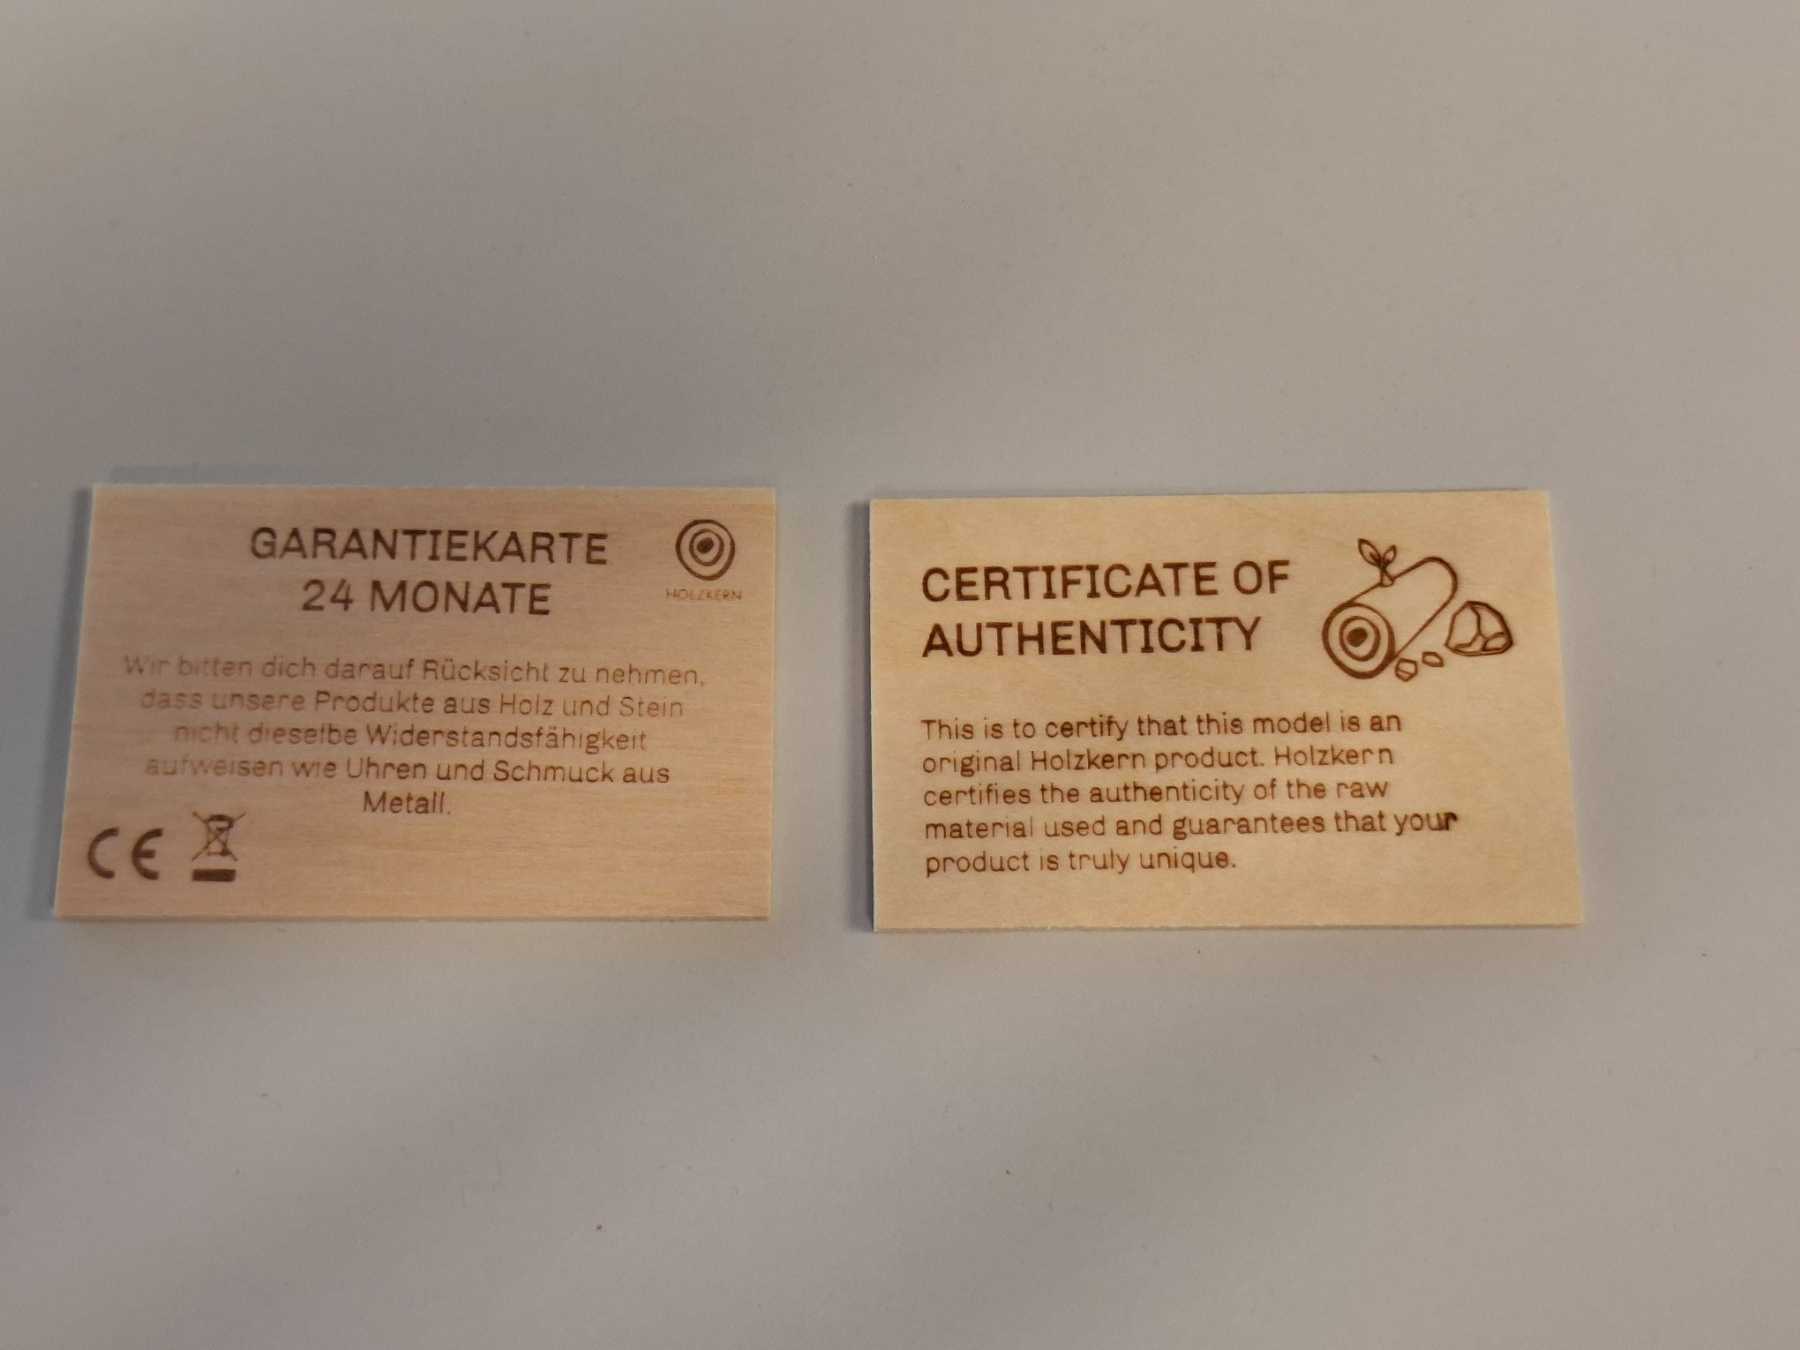 GARANTIEKARTE
24 MONATE
HOLZKERN
Wir bitten dich darauf Rücksicht zu nehmen,
dass unsere Produkte aus Holz und Stein
nicht dieselbe Widerstandsfähigkeit
aufweisen wie Uhren und Schmuck aus
Metall.
CE
CERTIFICATE OF
AUTHENTICITY
This is to certify that this model is an
original Holzkern product. Holzkern
certifies the authenticity of the raw
material used and guarantees that your
product is truly unique.